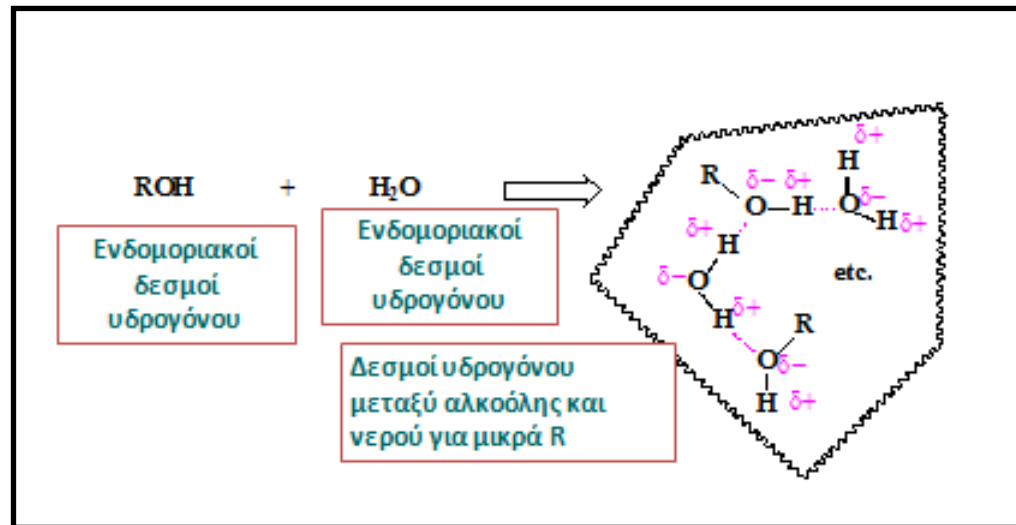 ROH + H₂O
Ενδομοριακοί
δεσμοί
υδρογόνου
Ενδομοριακοί
δεσμοί
υδρογόνου
Δεσμοί υδρογόνου
μεταξύ αλκοόλης και
νερού για μικρά R
δ+
H
R δ− δ+
O H O δ−
H δ+
δ+ H
δ− O
etc.
H δ+
R
O δ−
H δ+